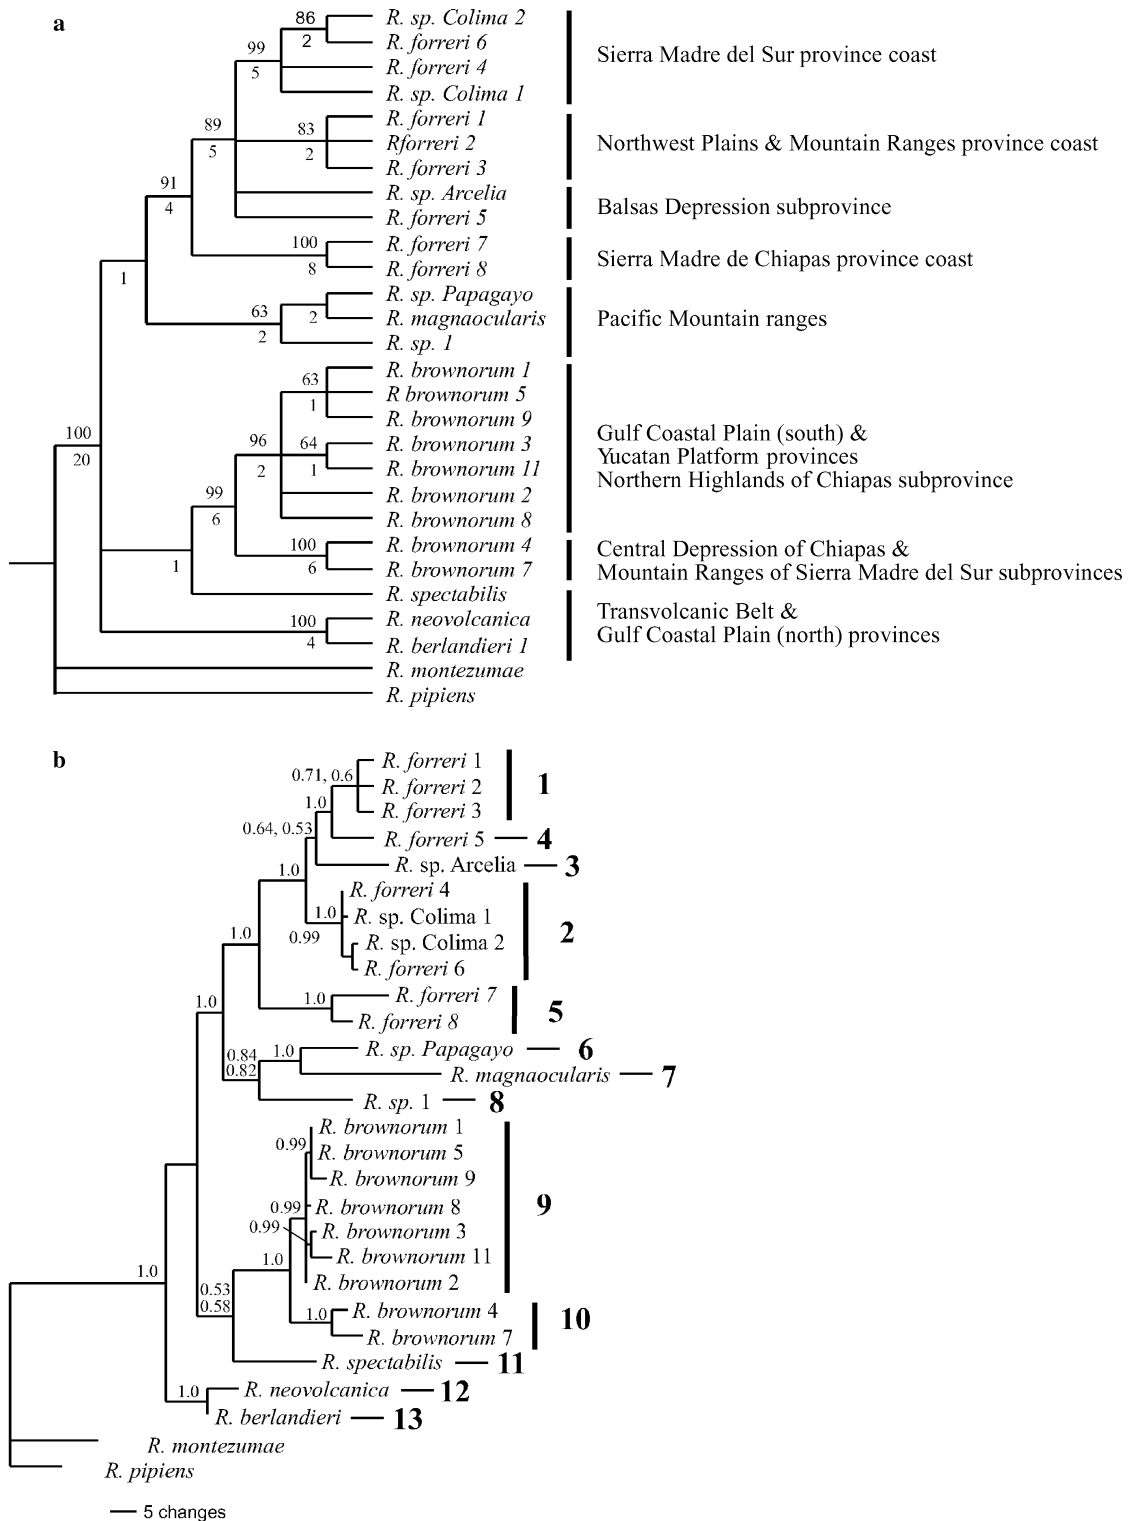 a
86
2
99
5
R. sp. Colima 2
R. forreri 6
R. forreri 4
R. sp. Colima 1
Sierra Madre del Sur province coast
89
5
83
2
R. forreri 1
Rforreri 2
R. forreri 3
Northwest Plains & Mountain Ranges province coast
91
4
R. sp. Arcelia
R. forreri 5
Balsas Depression subprovince
100
8
R. forreri 7
R. forreri 8
Sierra Madre de Chiapas province coast
1
63
2
2
R. sp. Papagayo
R. magnaocularis
R. sp. 1
Pacific Mountain ranges
100
20
63
1
96
2
64
1
R. brownorum 1
R brownorum 5
R. brownorum 9
R. brownorum 3
R. brownorum 11
R. brownorum 2
R. brownorum 8
Gulf Coastal Plain (south) &
Yucatan Platform provinces
Northern Highlands of Chiapas subprovince
99
6
100
6
1
R. brownorum 4
R. brownorum 7
Central Depression of Chiapas &
Mountain Ranges of Sierra Madre del Sur subprovinces
R. spectabilis
100
4
R. neovolcanica
R. berlandieri 1
Transvolcanic Belt &
Gulf Coastal Plain (north) provinces
R. montezumae
R. pipiens
b
0.71, 0.6
R. forreri 1
R. forreri 2
R. forreri 3
1
1.0
0.64, 0.53
R. forreri 5
4
R. sp. Arcelia
3
1.0
1.0
0.99
R. forreri 4
R. sp. Colima 1
R. sp. Colima 2
R. forreri 6
2
1.0
1.0
R. forreri 7
R. forreri 8
5
1.0
0.84
0.82
1.0
R. sp. Papagayo
6
R. magnaocularis
7
R. sp. 1
8
0.99
0.99
0.99
R. brownorum 1
R. brownorum 5
R. brownorum 9
R. brownorum 8
R. brownorum 3
R. brownorum 11
R. brownorum 2
9
1.0
1.0
0.53
0.58
1.0
R. brownorum 4
R. brownorum 7
10
R. spectabilis
11
1.0
R. neovolcanica
12
R. berlandieri
13
R. montezumae
R. pipiens
5 changes